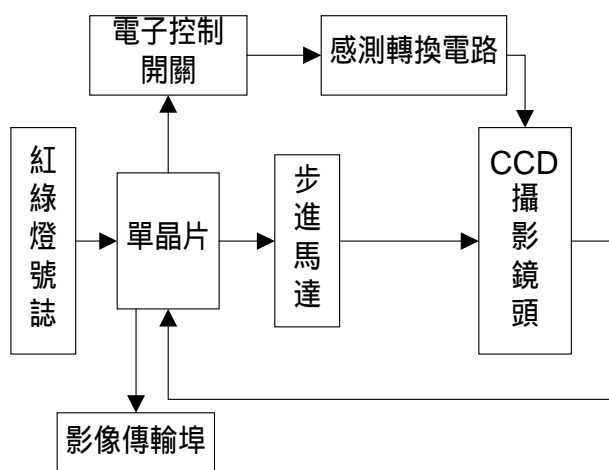 電子控制
開關
感測轉換電路
紅綠燈號誌
單晶片
步進馬達
CCD
攝影鏡頭
影像傳輸埠